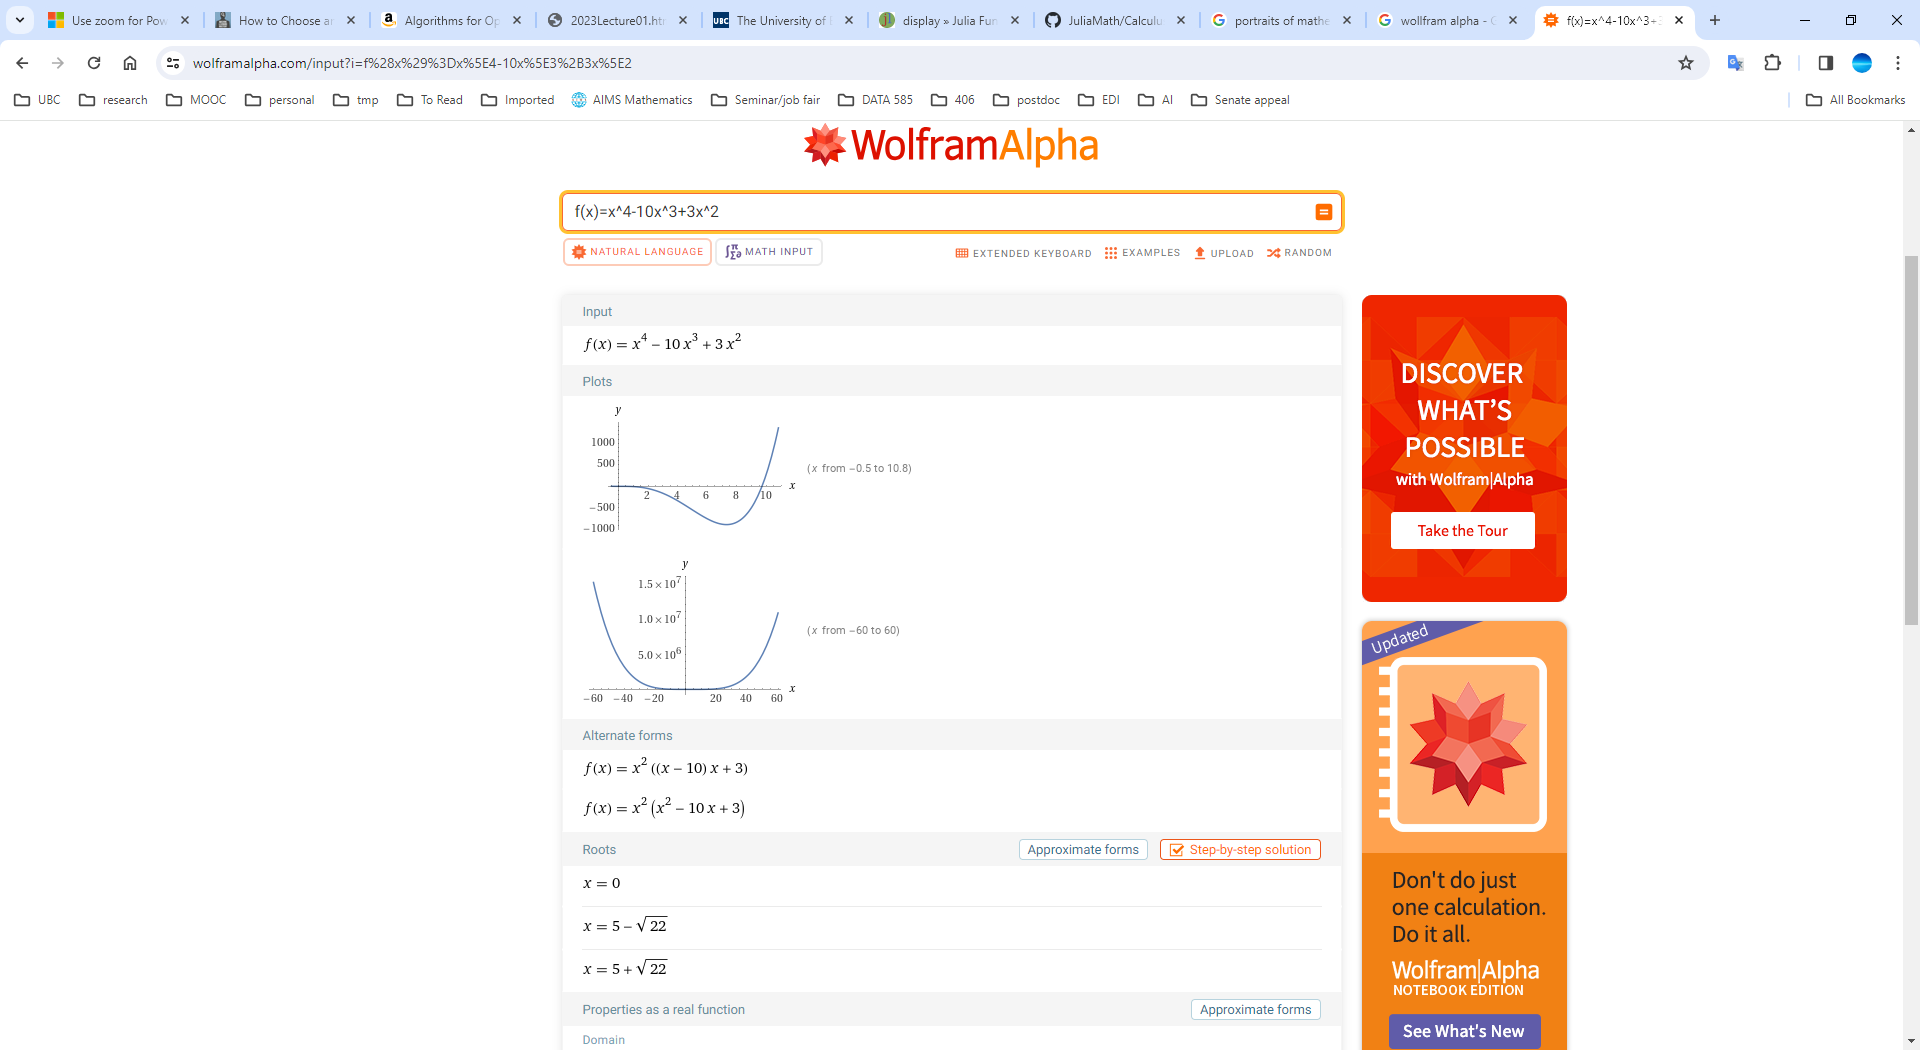 Use zoom for Pow
How to Choose an
Algorithms for Op
2023Lecture01.htm
The University of
display » Julia Fun
JuliaMath/Calculu
portraits of mathe
wollfram alpha -
f(x)=x^4-10x^3+
wolframalpha.com/input?i=f%28x%29%3Dx%5E4-10x%5E3%2B3x%5E2
UBC research MOOC personal tmp To Read Imported AIMS Mathematics Seminar/job fair DATA 585 406 postdoc EDI AI Senate appeal All Bookmarks
WolframAlpha
f(x)=x^4-10x^3+3x^2
NATURAL LANGUAGE MATH INPUT EXTENDED KEYBOARD EXAMPLES UPLOAD RANDOM
Input
f(x) = x^4 − 10 x^3 + 3 x^2
Plots
y
1000
500
−500
−1000
2 4 6 8 10 x
(x from −0.5 to 10.8)
y
1.5×10^7
1.0×10^7
5.0×10^6
−60 −40 −20 20 40 60 x
(x from −60 to 60)
Alternate forms
f(x) = x^2 ((x − 10) x + 3)
f(x) = x^2 (x^2 − 10 x + 3)
Roots Approximate forms Step-by-step solution
x = 0
x = 5 − √22
x = 5 + √22
Properties as a real function Approximate forms
Domain
DISCOVER
WHAT'S
POSSIBLE
with Wolfram|Alpha
Take the Tour
Updated
Don't do just
one calculation.
Do it all.
Wolfram|Alpha
NOTEBOOK EDITION
See What's New